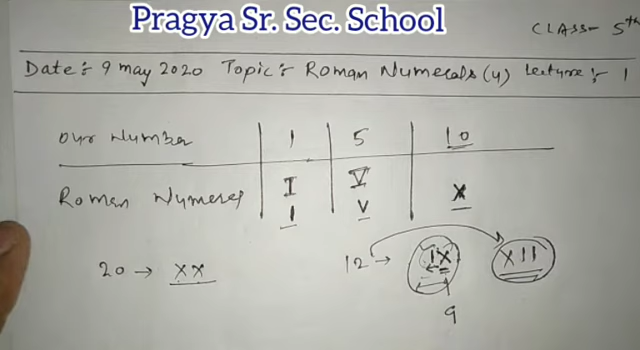 Pragya Sr. Sec. School
CLASS- 5th
Date:- 9 may 2020 Topic:- Roman Numerals (4) Lecture:- 1
Our Number 1 5 10
Roman Numerals I V X
I V
20 → XX 12 → IX XII
9